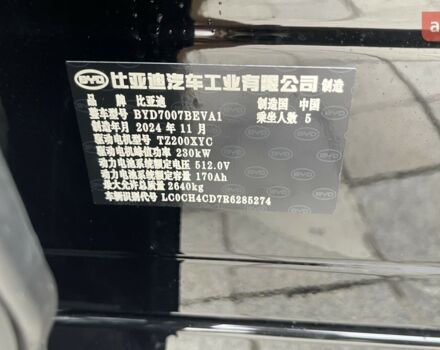 BYD 比亚迪汽车工业有限公司 制造
品 牌 比亚迪 制造国 中国
整车型号 BYD7007BEVA1 乘坐人数 5
制造年月 2024 年 11 月
驱动电机型号 TZ200XYC
驱动电机峰值功率 230kW
动力电池系统额定电压 512.0V
动力电池系统额定容量 170Ah
最大允许总质量 2640kg
车辆识别代号 LC0CH4CD7R6285274